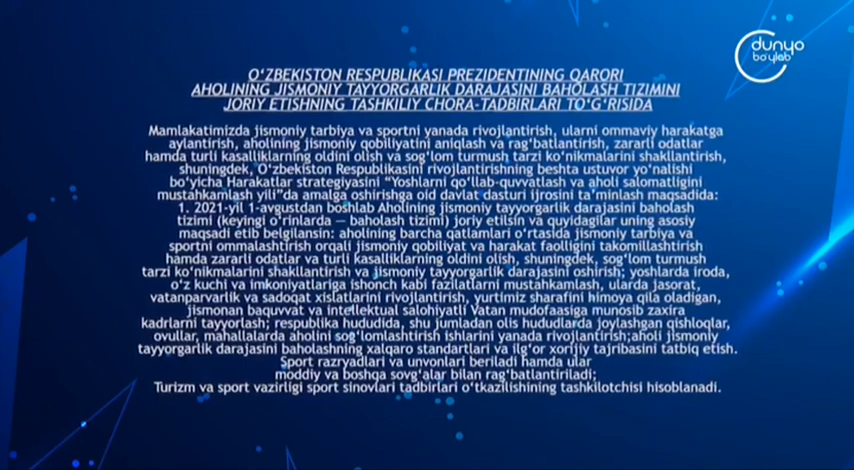 dunyo
bo'ylab
O‘ZBEKISTON RESPUBLIKASI PREZIDENTINING QARORI
AHOLINING JISMONIY TAYYORGARLIK DARAJASINI BAHOLASH TIZIMINI
JORIY ETISHNING TASHKILIY CHORA-TADBIRLARI TO‘G‘RISIDA
Mamlakatimizda jismoniy tarbiya va sportni yanada rivojlantirish, ularni ommaviy harakatga
aylantirish, aholining jismoniy qobiliyatini aniqlash va rag‘batlantirish, zararli odatlar
hamda turli kasalliklarning oldini olish va sog‘lom turmush tarzi ko‘nikmalarini shakllantirish,
shuningdek, O‘zbekiston Respublikasini rivojlantirishning beshta ustuvor yo‘nalishi
bo‘yicha Harakatlar strategiyasini “Yoshlarni qo‘llab-quvvatlash va aholi salomatligini
mustahkamlash yili”da amalga oshirishga oid davlat dasturi ijrosini ta’minlash maqsadida:
1. 2021-yil 1-avgustdan boshlab Aholining jismoniy tayyorgarlik darajasini baholash
tizimi (keyingi o‘rinlarda — baholash tizimi) joriy etilsin va quyidagilar uning asosiy
maqsadi etib belgilansin: aholining barcha qatlamlari o‘rtasida jismoniy tarbiya va
sportni ommalashtirish orqali jismoniy qobiliyat va harakat faolligini takomillashtirish
hamda zararli odatlar va turli kasalliklarning oldini olish, shuningdek, sog‘lom turmush
tarzi ko‘nikmalarini shakllantirish va jismoniy tayyorgarlik darajasini oshirish; yoshlarda iroda,
o‘z kuchi va imkoniyatlariga ishonch kabi fazilatlarni mustahkamlash, ularda jasorat,
vatanparvarlik va sadoqat xislatlarini rivojlantirish, yurtimiz sharafini himoya qila oladigan,
jismonan baquvvat va intellektual salohiyatli Vatan mudofaasiga munosib zaxira
kadrlarni tayyorlash; respublika hududida, shu jumladan olis hududlarda joylashgan qishloqlar,
ovullar, mahallalarda aholini sog‘lomlashtirish ishlarini yanada rivojlantirish;aholi jismoniy
tayyorgarlik darajasini baholashning xalqaro standartlari va ilg‘or xorijiy tajribasini tatbiq etish.
Sport razryadlari va unvonlari beriladi hamda ular
moddiy va boshqa sovg‘alar bilan rag‘batlantiriladi;
Turizm va sport vazirligi sport sinovlari tadbirlari o‘tkazilishining tashkilotchisi hisoblanadi.